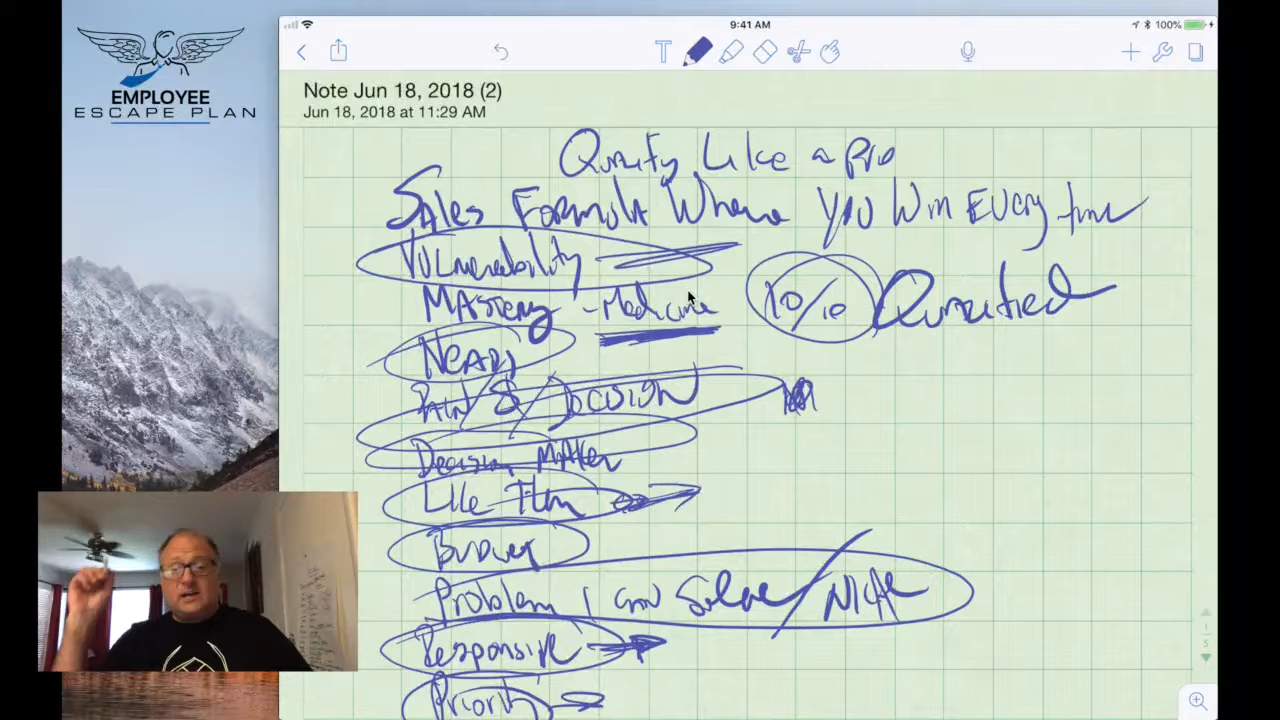 9:41 AM
100%
EMPLOYEE
ESCAPE PLAN
T
Note Jun 18, 2018 (2)
Jun 18, 2018 at 11:29 AM
Qualify Like a Pro
Sales Formula Where You Win Every time
Vulnerability
Mastery - Medicine
10/10 Qualified
Ready
Pain & / Decision
Decision Maker
Like Them
Budget
Problem I can Solve / Niche
Responsive
Priority